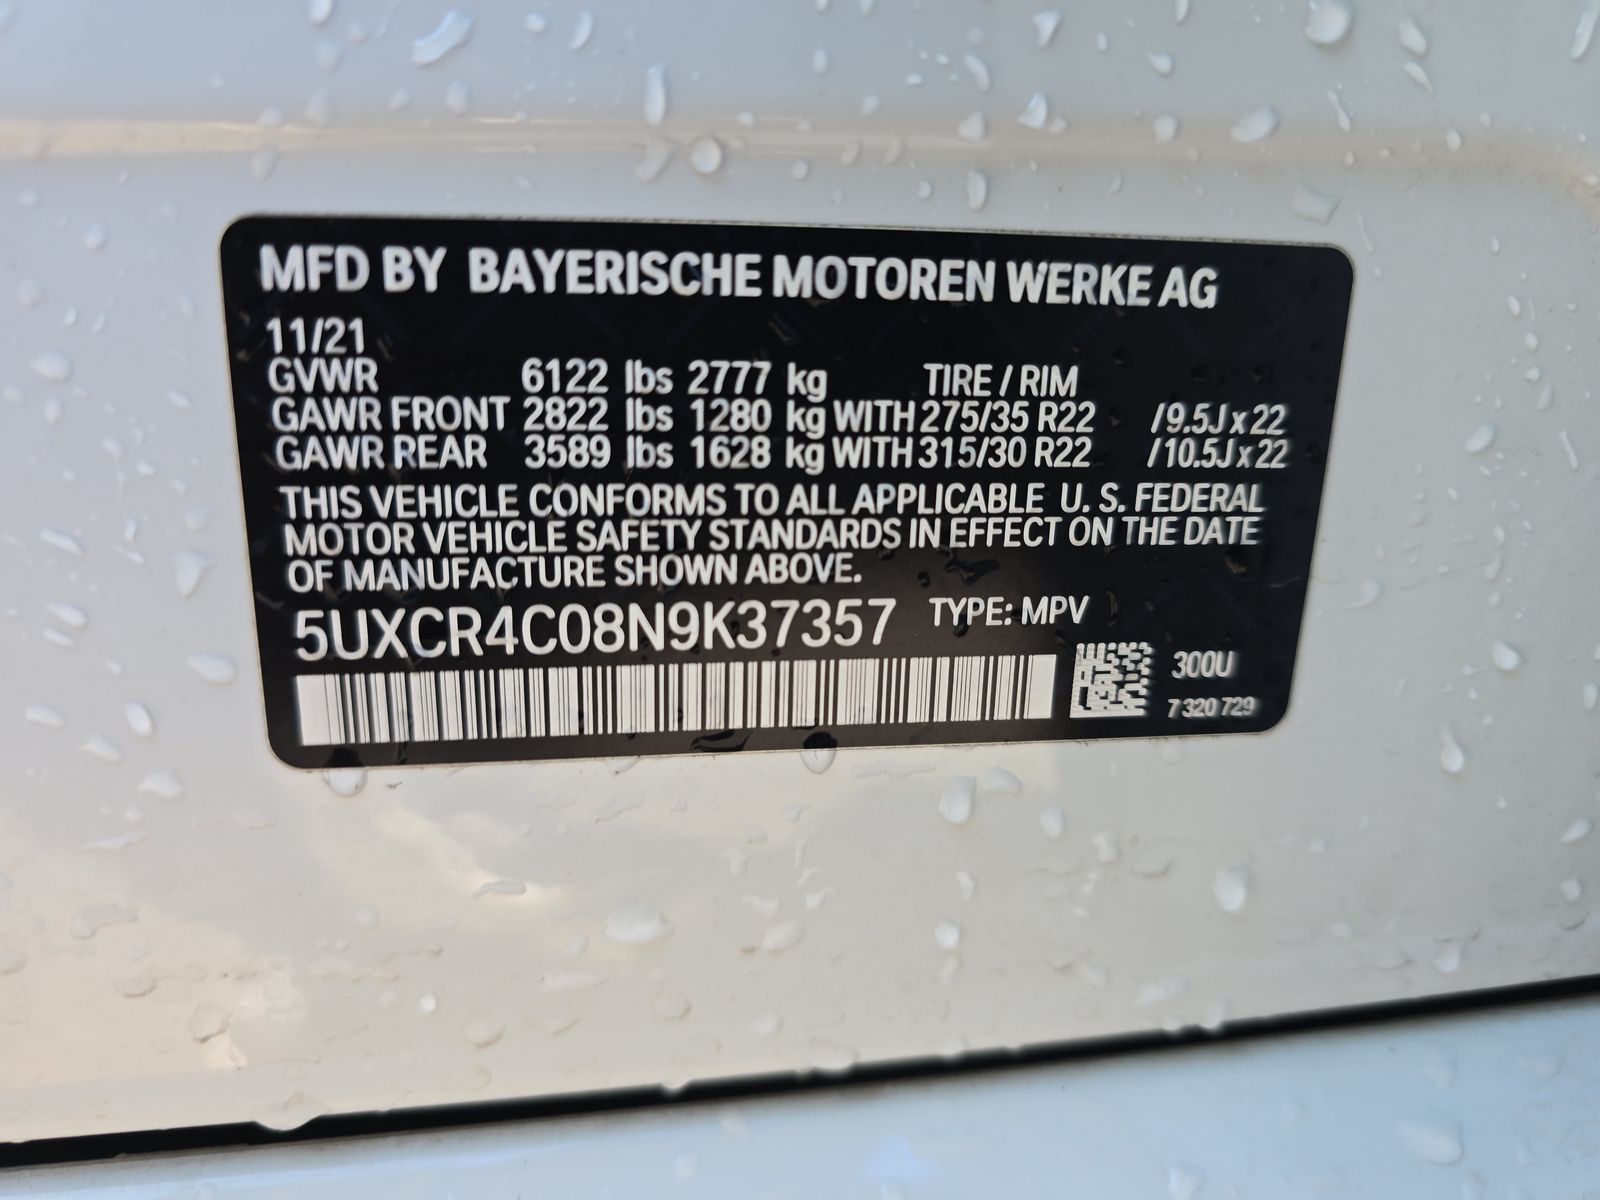 MFD BY BAYERISCHE MOTOREN WERKE AG
11/21
GVWR 6122 lbs 2777 kg TIRE / RIM
GAWR FRONT 2822 lbs 1280 kg WITH 275/35 R22 /9.5J x 22
GAWR REAR 3589 lbs 1628 kg WITH 315/30 R22 /10.5J x 22
THIS VEHICLE CONFORMS TO ALL APPLICABLE U. S. FEDERAL
MOTOR VEHICLE SAFETY STANDARDS IN EFFECT ON THE DATE
OF MANUFACTURE SHOWN ABOVE.
5UXCR4C08N9K37357 TYPE: MPV
300U
7 320 729